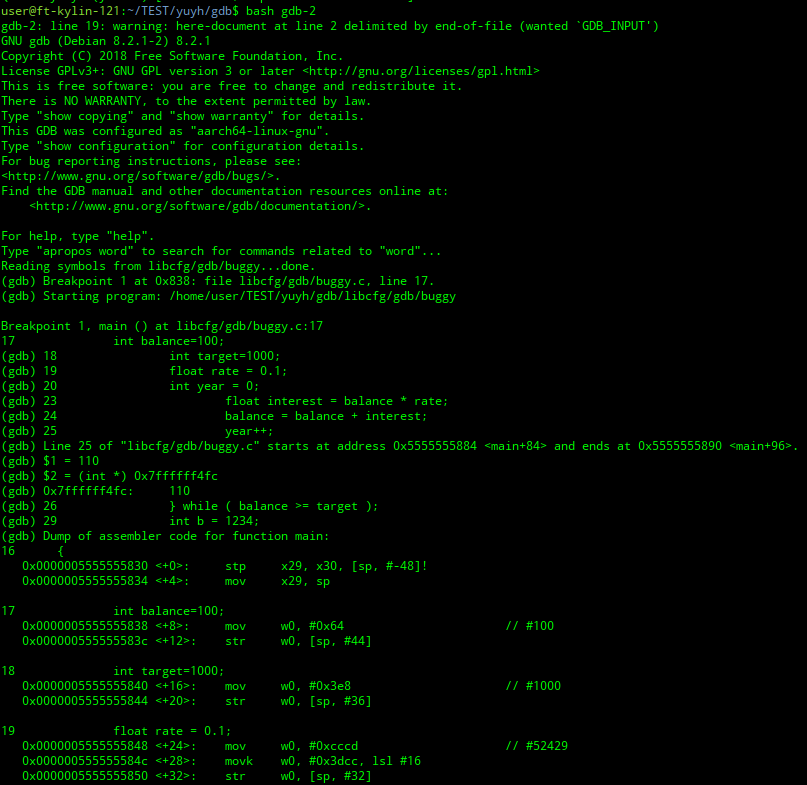 user@ft-kylin-121:~/TEST/yuyh/gdb$ bash gdb-2
gdb-2: line 19: warning: here-document at line 2 delimited by end-of-file (wanted `GDB_INPUT')
GNU gdb (Debian 8.2.1-2) 8.2.1
Copyright (C) 2018 Free Software Foundation, Inc.
License GPLv3+: GNU GPL version 3 or later <http://gnu.org/licenses/gpl.html>
This is free software: you are free to change and redistribute it.
There is NO WARRANTY, to the extent permitted by law.
Type "show copying" and "show warranty" for details.
This GDB was configured as "aarch64-linux-gnu".
Type "show configuration" for configuration details.
For bug reporting instructions, please see:
<http://www.gnu.org/software/gdb/bugs/>.
Find the GDB manual and other documentation resources online at:
    <http://www.gnu.org/software/gdb/documentation/>.

For help, type "help".
Type "apropos word" to search for commands related to "word"...
Reading symbols from libcfg/gdb/buggy...done.
(gdb) Breakpoint 1 at 0x838: file libcfg/gdb/buggy.c, line 17.
(gdb) Starting program: /home/user/TEST/yuyh/gdb/libcfg/gdb/buggy

Breakpoint 1, main () at libcfg/gdb/buggy.c:17
17              int balance=100;
(gdb) 18              int target=1000;
(gdb) 19              float rate = 0.1;
(gdb) 20              int year = 0;
(gdb) 23                      float interest = balance * rate;
(gdb) 24                      balance = balance + interest;
(gdb) 25                      year++;
(gdb) Line 25 of "libcfg/gdb/buggy.c" starts at address 0x5555555884 <main+84> and ends at 0x5555555890 <main+96>.
(gdb) $1 = 110
(gdb) $2 = (int *) 0x7ffffff4fc
(gdb) 0x7ffffff4fc:     110
(gdb) 26              } while ( balance >= target );
(gdb) 29              int b = 1234;
(gdb) Dump of assembler code for function main:
16      {
   0x0000005555555830 <+0>:     stp     x29, x30, [sp, #-48]!
   0x0000005555555834 <+4>:     mov     x29, sp

17              int balance=100;
   0x0000005555555838 <+8>:     mov     w0, #0x64                       // #100
   0x000000555555583c <+12>:    str     w0, [sp, #44]

18              int target=1000;
   0x0000005555555840 <+16>:    mov     w0, #0x3e8                      // #1000
   0x0000005555555844 <+20>:    str     w0, [sp, #36]

19              float rate = 0.1;
   0x0000005555555848 <+24>:    mov     w0, #0xcccd                     // #52429
   0x000000555555584c <+28>:    movk    w0, #0x3dcc, lsl #16
   0x0000005555555850 <+32>:    str     w0, [sp, #32]